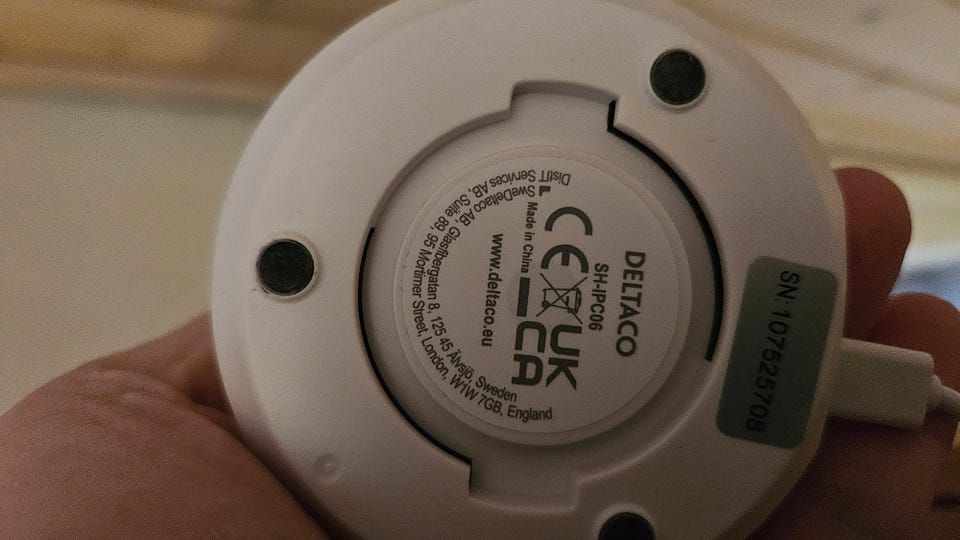 DELTACO
SH-IPC06
CE UK
CA
Made in China
www.deltaco.eu
SweDeltaco AB, Glasfibergatan 8, 125 45 Älvsjö, Sweden
DistIT Services AB, Suite 89, 95 Mortimer Street, London, W1W 7GB, England
SN:107525708